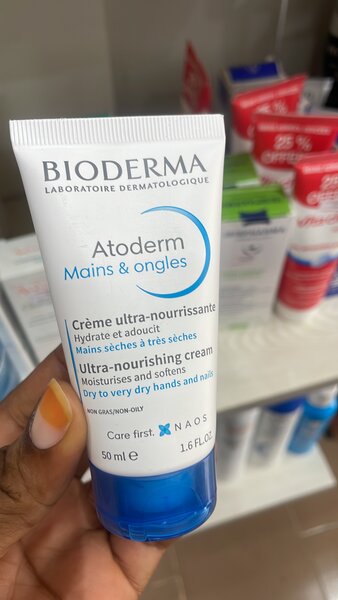 BIODERMA
LABORATOIRE DERMATOLOGIQUE
Atoderm
Mains & ongles
Crème ultra-nourrissante
Hydrate et adoucit
Mains sèches à très sèches
Ultra-nourishing cream
Moisturises and softens
Dry to very dry hands and nails
NON GRAS/NON-OILY
Care first. NAOS
50 ml ℮ 1.6 FL.OZ.
25 %
25 %